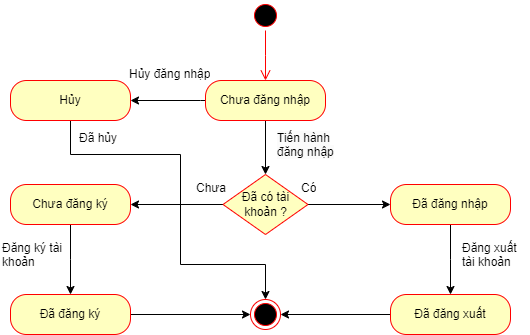 Hủy đăng nhập
Hủy
Chưa đăng nhập
Đã hủy
Tiến hành
đăng nhập
Chưa
Đã có tài
khoản ?
Có
Chưa đăng ký
Đã đăng nhập
Đăng ký tài
khoản
Đăng xuất
tài khoản
Đã đăng ký
Đã đăng xuất